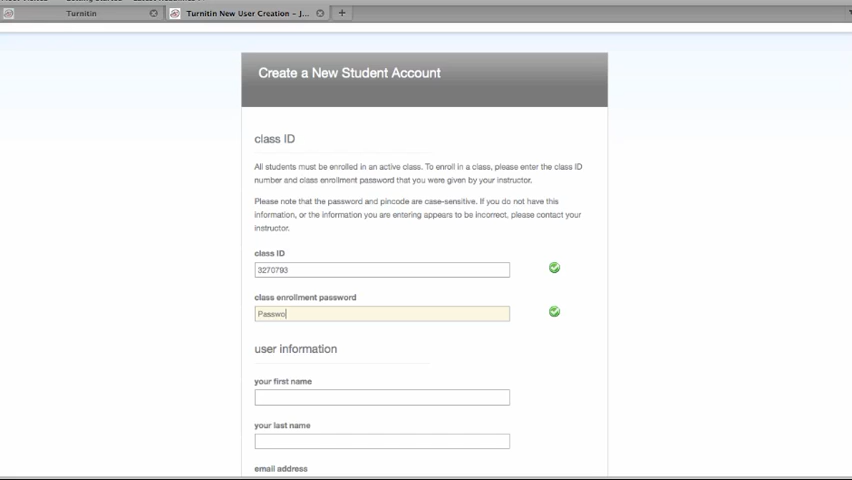 Turnitin
Turnitin New User Creation – J...
Create a New Student Account
class ID
All students must be enrolled in an active class. To enroll in a class, please enter the class ID
number and class enrollment password that you were given by your instructor.
Please note that the password and pincode are case-sensitive. If you do not have this
information, or the information you are entering appears to be incorrect, please contact your
instructor.
class ID
3270793
class enrollment password
Passwo
user information
your first name
your last name
email address